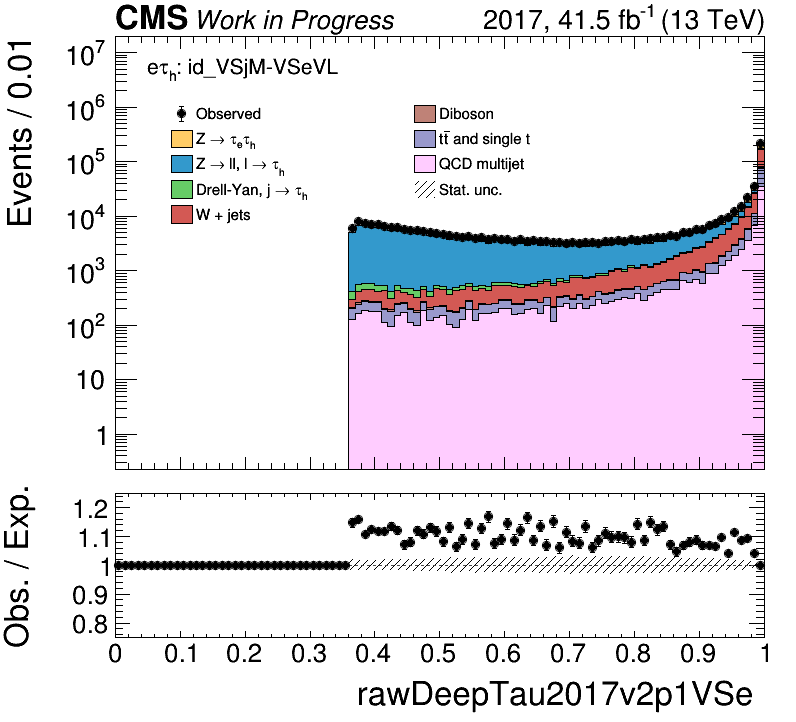 CMS Work in Progress 2017, 41.5 fb⁻¹ (13 TeV)
Events / 0.01
10⁷
10⁶
10⁵
10⁴
10³
10²
10
1
eτₕ: id_VSjM-VSeVL
Observed
Z → τₑτₕ
Z → ll, l → τₕ
Drell-Yan, j → τₕ
W + jets
Diboson
tt̄ and single t
QCD multijet
Stat. unc.
Obs. / Exp.
1.2
1.1
1
0.9
0.8
0 0.1 0.2 0.3 0.4 0.5 0.6 0.7 0.8 0.9 1
rawDeepTau2017v2p1VSe